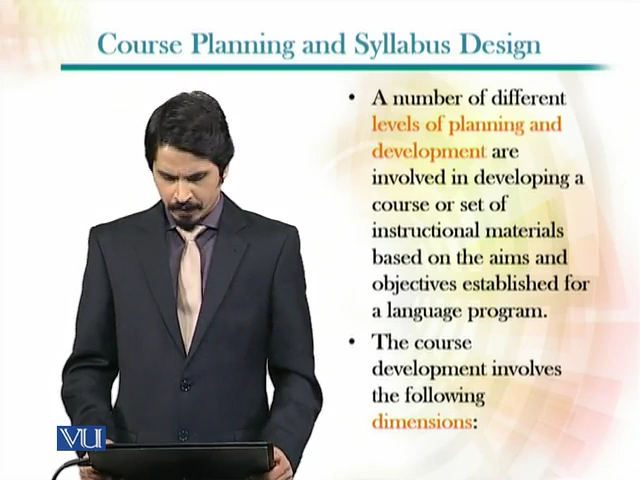 Course Planning and Syllabus Design
• A number of different
levels of planning and
development are
involved in developing a
course or set of
instructional materials
based on the aims and
objectives established for
a language program.
• The course
development involves
the following
dimensions:
VU